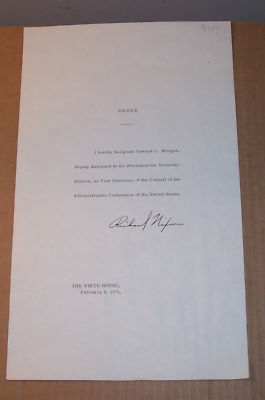 ORDER
-----
I hereby designate Edward L. Morgan,
Deputy Assistant to the President for Domestic
Affairs, as Vice Chairman of the Council of the
Administrative Conference of the United States.
Richard Nixon
THE WHITE HOUSE,
February 8, 1971.